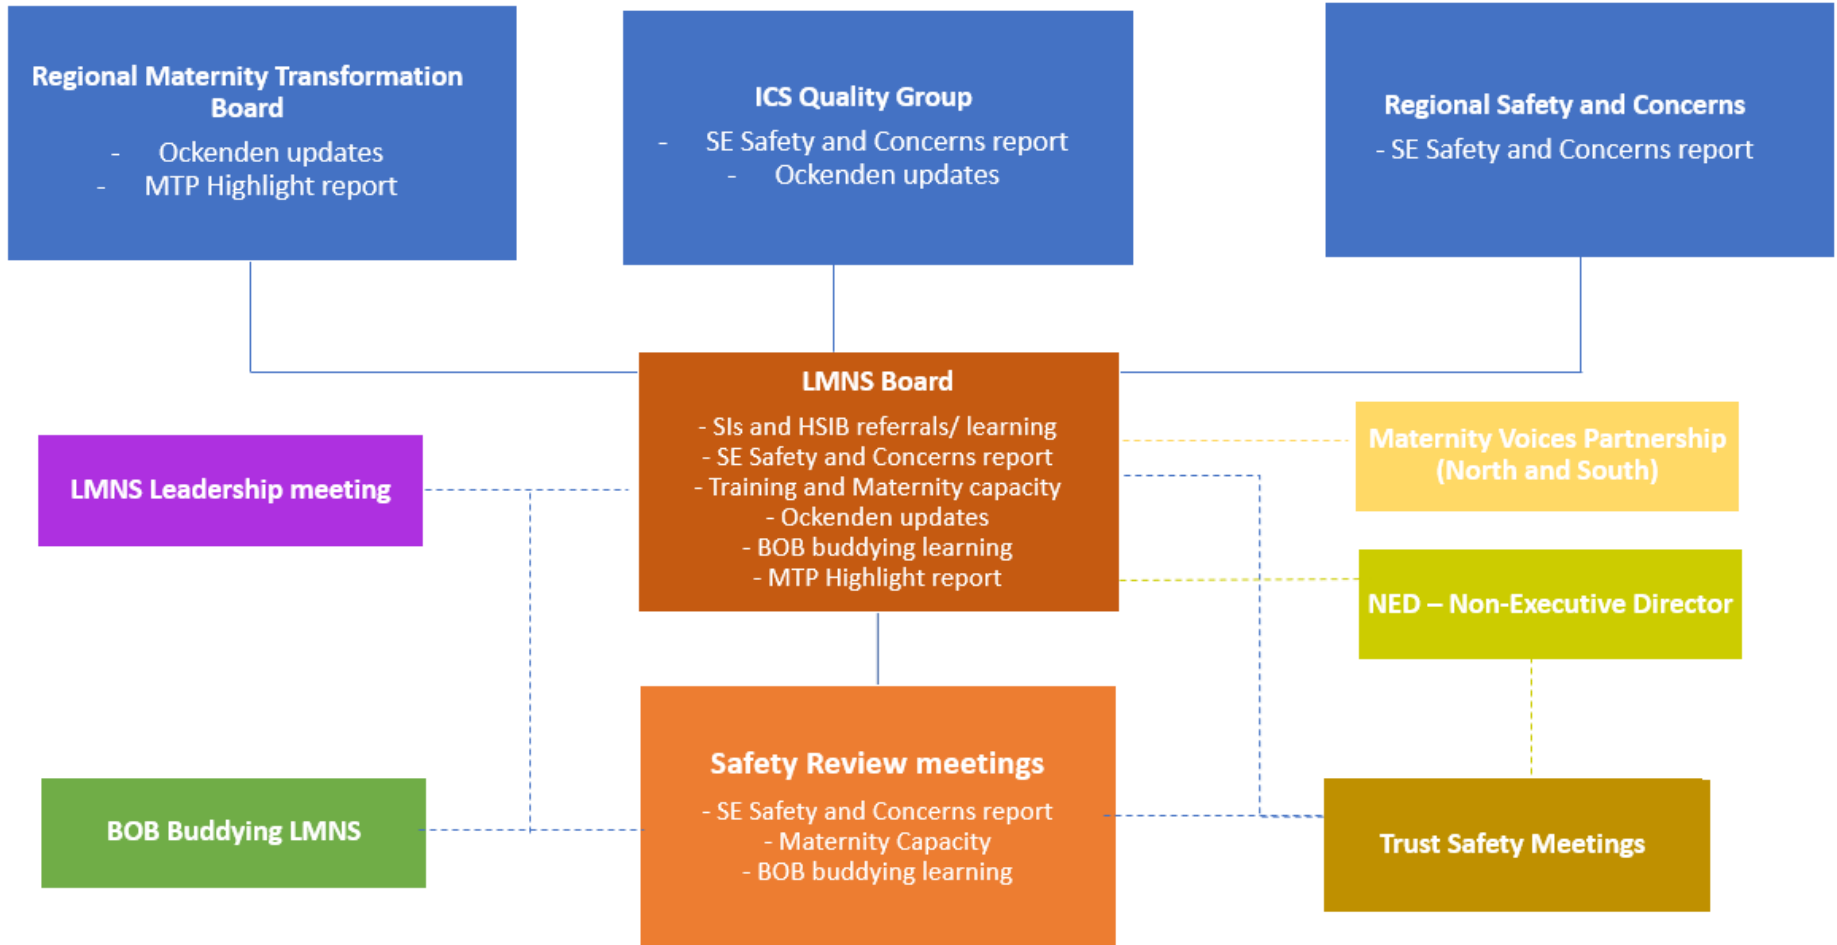 Regional Maternity Transformation
Board
- Ockenden updates
- MTP Highlight report
ICS Quality Group
- SE Safety and Concerns report
- Ockenden updates
Regional Safety and Concerns
- SE Safety and Concerns report
LMNS Board
- SIs and HSIB referrals/ learning
- SE Safety and Concerns report
- Training and Maternity capacity
- Ockenden updates
- BOB buddying learning
- MTP Highlight report
LMNS Leadership meeting
Maternity Voices Partnership
(North and South)
NED – Non-Executive Director
Safety Review meetings
- SE Safety and Concerns report
- Maternity Capacity
- BOB buddying learning
BOB Buddying LMNS
Trust Safety Meetings